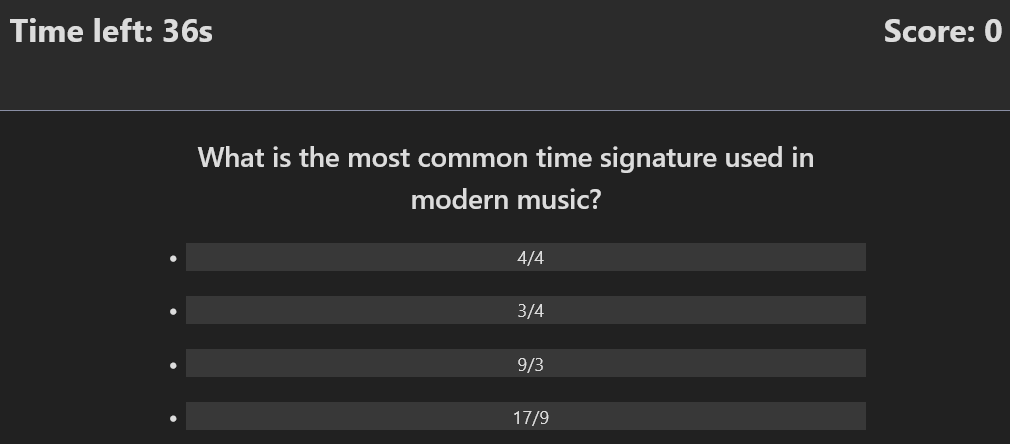 Time left: 36s
Score: 0
What is the most common time signature used in
modern music?
4/4
3/4
9/3
17/9